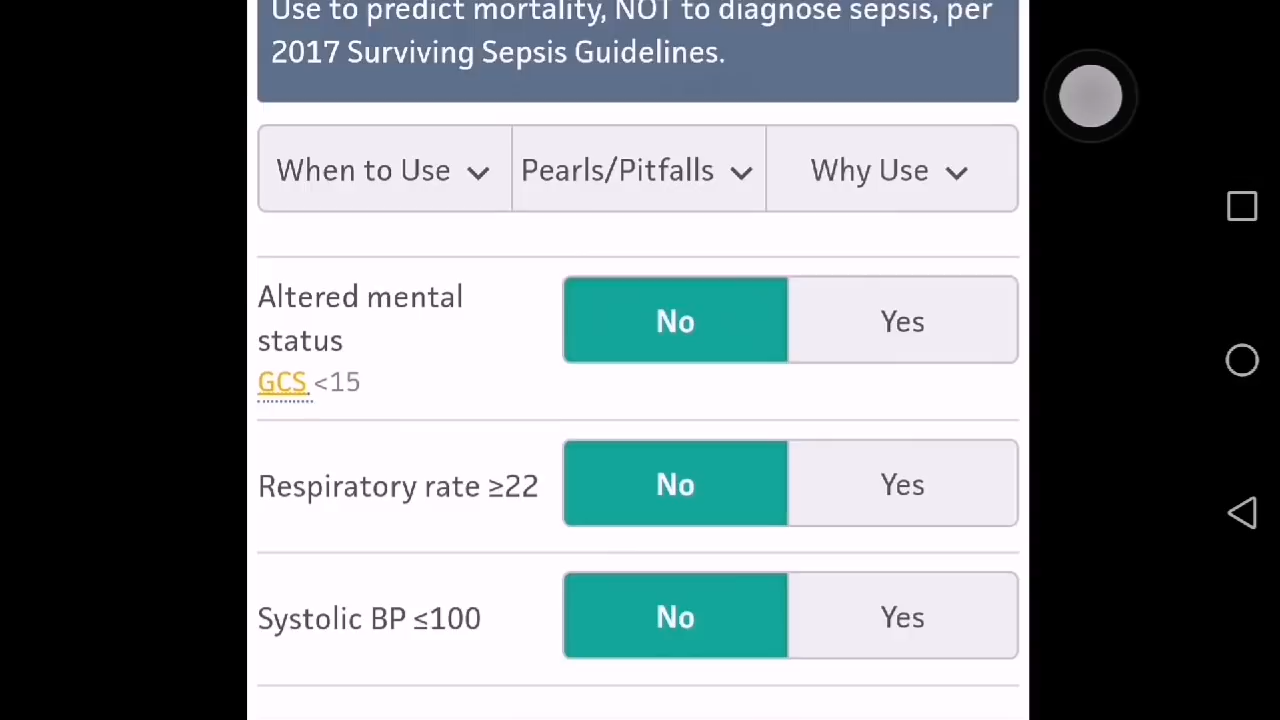 Use to predict mortality, NOT to diagnose sepsis, per
2017 Surviving Sepsis Guidelines.
When to Use
Pearls/Pitfalls
Why Use
Altered mental
status
GCS <15
No
Yes
Respiratory rate ≥22
No
Yes
Systolic BP ≤100
No
Yes